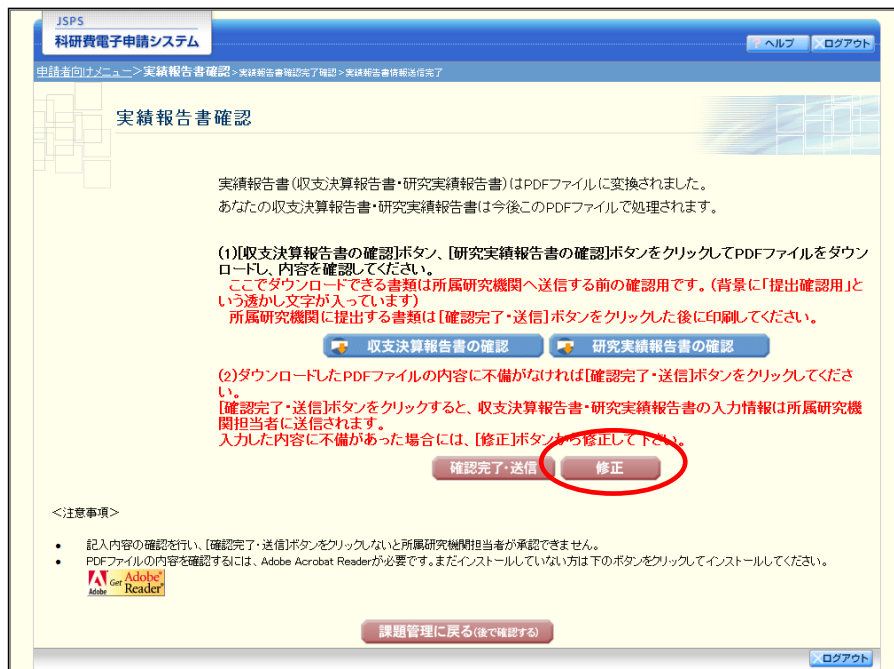 JSPS
科研費電子申請システム
? ヘルプ
ログアウト
申請者向けメニュー>実績報告書確認>実績報告書確認完了確認>実績報告書情報送信完了
実績報告書確認
実績報告書(収支決算報告書・研究実績報告書)はPDFファイルに変換されました。
あなたの収支決算報告書・研究実績報告書は今後このPDFファイルで処理されます。
(1)[収支決算報告書の確認]ボタン、[研究実績報告書の確認]ボタンをクリックしてPDFファイルをダウン
ロードし、内容を確認してください。
ここでダウンロードできる書類は所属研究機関へ送信する前の確認用です。(背景に「提出確認用」と
いう透かし文字が入っています)
所属研究機関に提出する書類は[確認完了・送信]ボタンをクリックした後に印刷してください。
収支決算報告書の確認
研究実績報告書の確認
(2)ダウンロードしたPDFファイルの内容に不備がなければ[確認完了・送信]ボタンをクリックしてくださ
い。
[確認完了・送信]ボタンをクリックすると、収支決算報告書・研究実績報告書の入力情報は所属研究機
関担当者に送信されます。
入力した内容に不備があった場合には、[修正]ボタンから修正して下さい。
確認完了・送信
修正
<注意事項>
• 記入内容の確認を行い、[確認完了・送信]ボタンをクリックしないと所属研究機関担当者が承認できません。
• PDFファイルの内容を確認するには、Adobe Acrobat Readerが必要です。まだインストールしていない方は下のボタンをクリックしてインストールしてください。
Adobe Get Adobe® Reader®
課題管理に戻る(後で確認する)
ログアウト